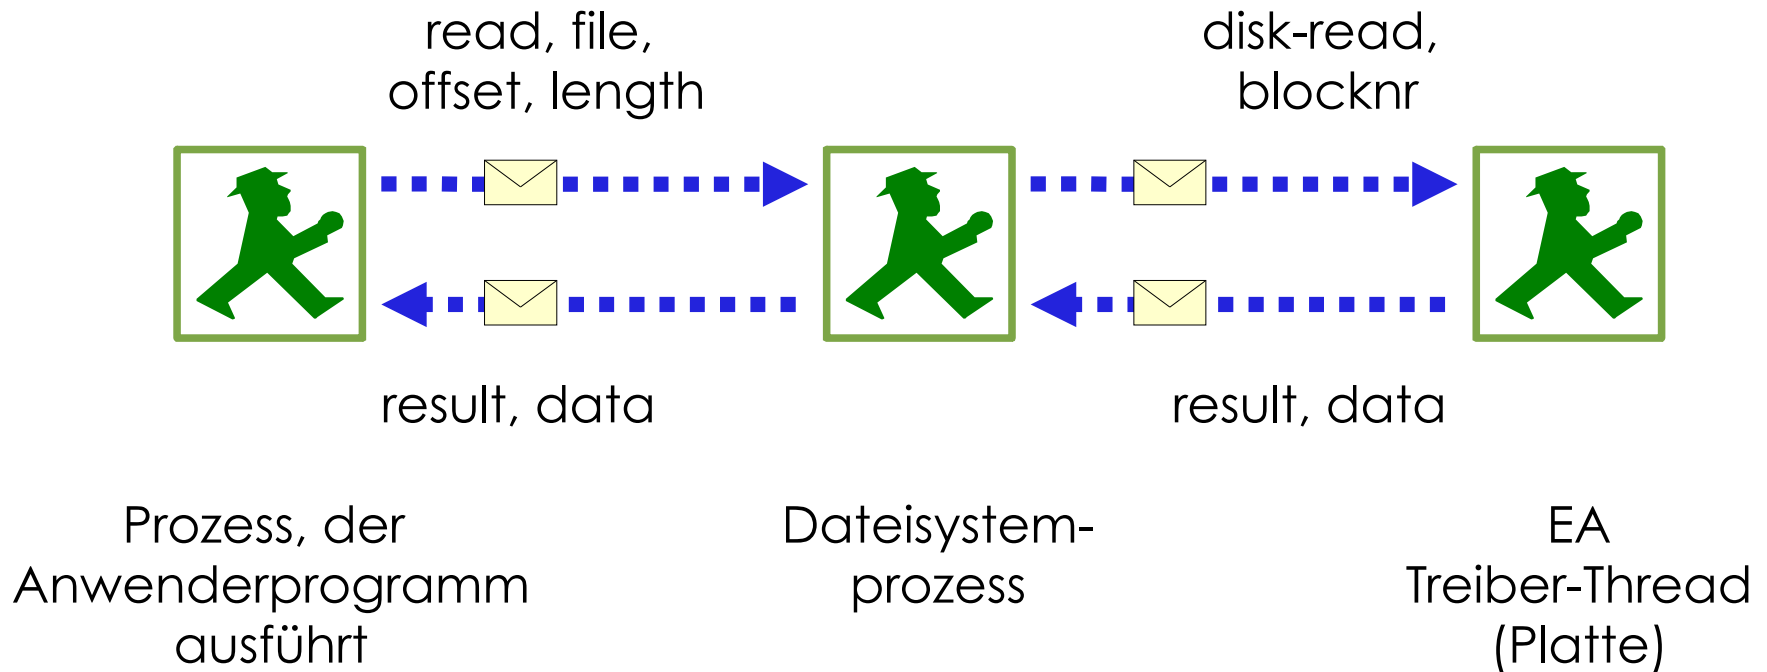 read, file,
offset, length
disk-read,
blocknr
result, data
result, data
Prozess, der
Anwenderprogramm
ausführt
Dateisystem-
prozess
EA
Treiber-Thread
(Platte)